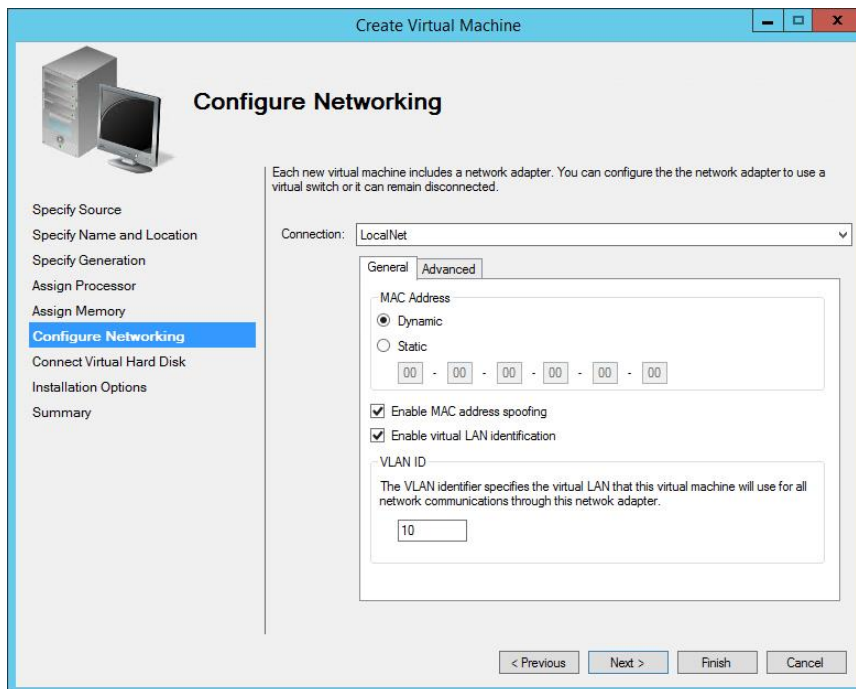 Create Virtual Machine
Configure Networking
Specify Source
Specify Name and Location
Specify Generation
Assign Processor
Assign Memory
Configure Networking
Connect Virtual Hard Disk
Installation Options
Summary
Each new virtual machine includes a network adapter. You can configure the the network adapter to use a
virtual switch or it can remain disconnected.
Connection: LocalNet
General Advanced
MAC Address
Dynamic
Static
00 - 00 - 00 - 00 - 00 - 00
Enable MAC address spoofing
Enable virtual LAN identification
VLAN ID
The VLAN identifier specifies the virtual LAN that this virtual machine will use for all
network communications through this netwok adapter.
10
< Previous Next > Finish Cancel